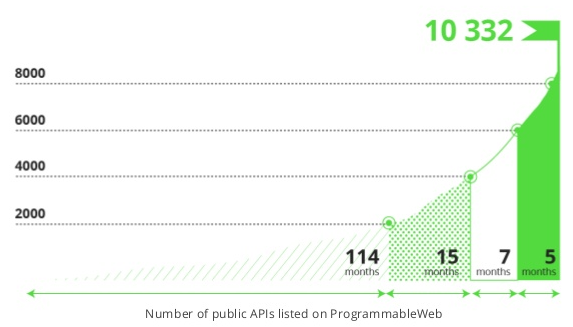 10 332
8000
6000
4000
2000
114 15 7 5
months months months months
Number of public APIs listed on ProgrammableWeb